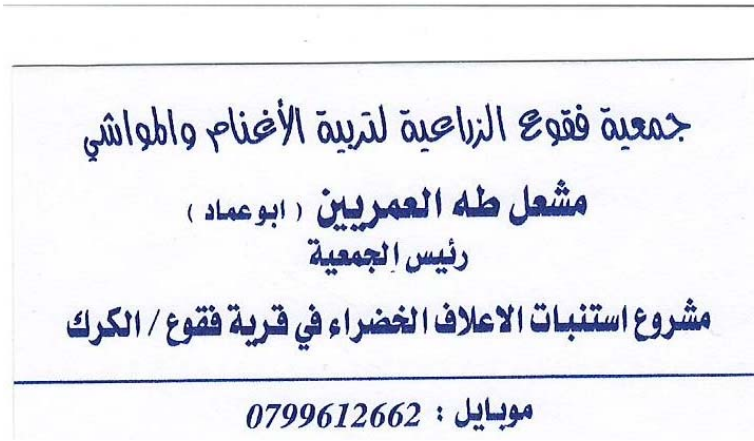 جمعية فقوع الزراعية لتربية الأغنام والمواشي
مشعل طه العمريين ( ابو عماد )
رئيس الجمعية
مشروع استنبات الاعلاف الخضراء في قرية فقوع / الكرك
موبايل : 0799612662